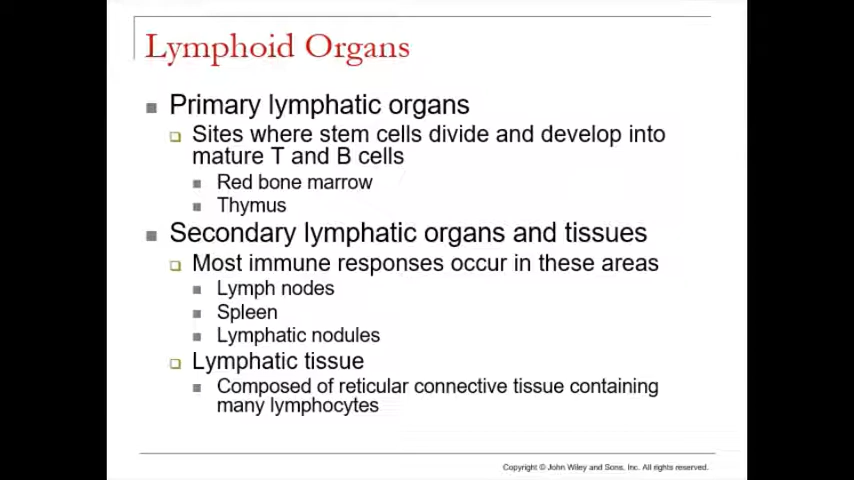 Lymphoid Organs
Primary lymphatic organs
Sites where stem cells divide and develop into
mature T and B cells
Red bone marrow
Thymus
Secondary lymphatic organs and tissues
Most immune responses occur in these areas
Lymph nodes
Spleen
Lymphatic nodules
Lymphatic tissue
Composed of reticular connective tissue containing
many lymphocytes
Copyright © John Wiley and Sons, Inc. All rights reserved.